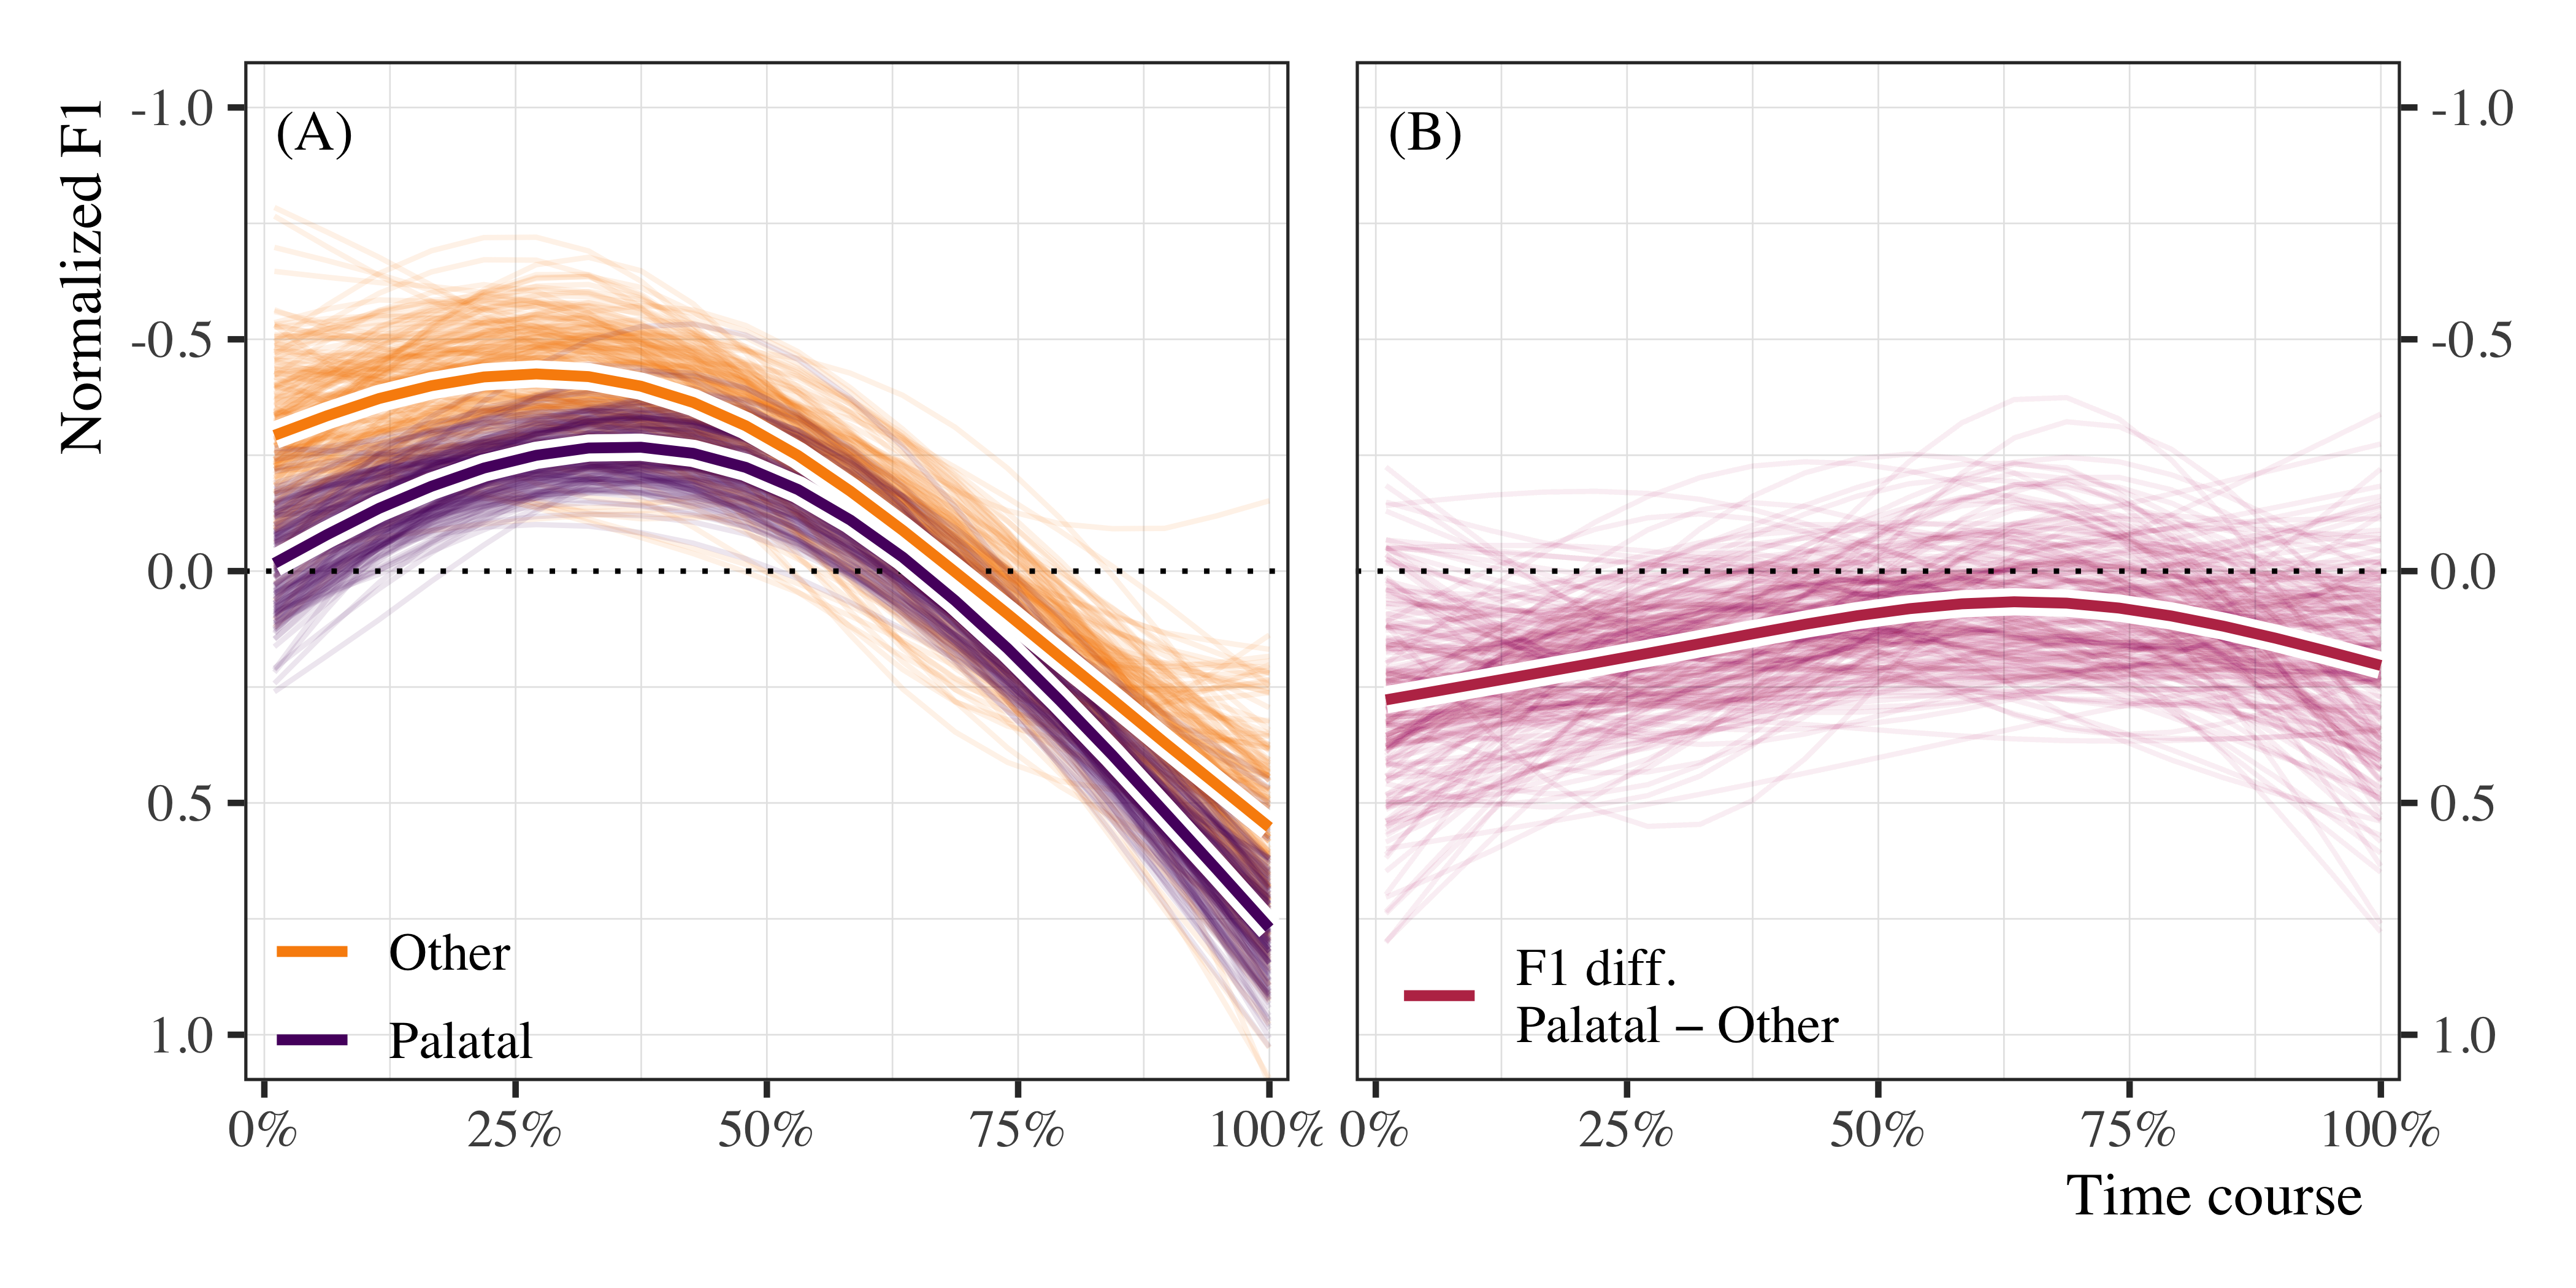 Normalized F1
-1.0
-0.5
0.0
0.5
1.0
(A)
Other
Palatal
0%
25%
50%
75%
100%
(B)
F1 diff.
Palatal – Other
-1.0
-0.5
0.0
0.5
1.0
0%
25%
50%
75%
100%
Time course